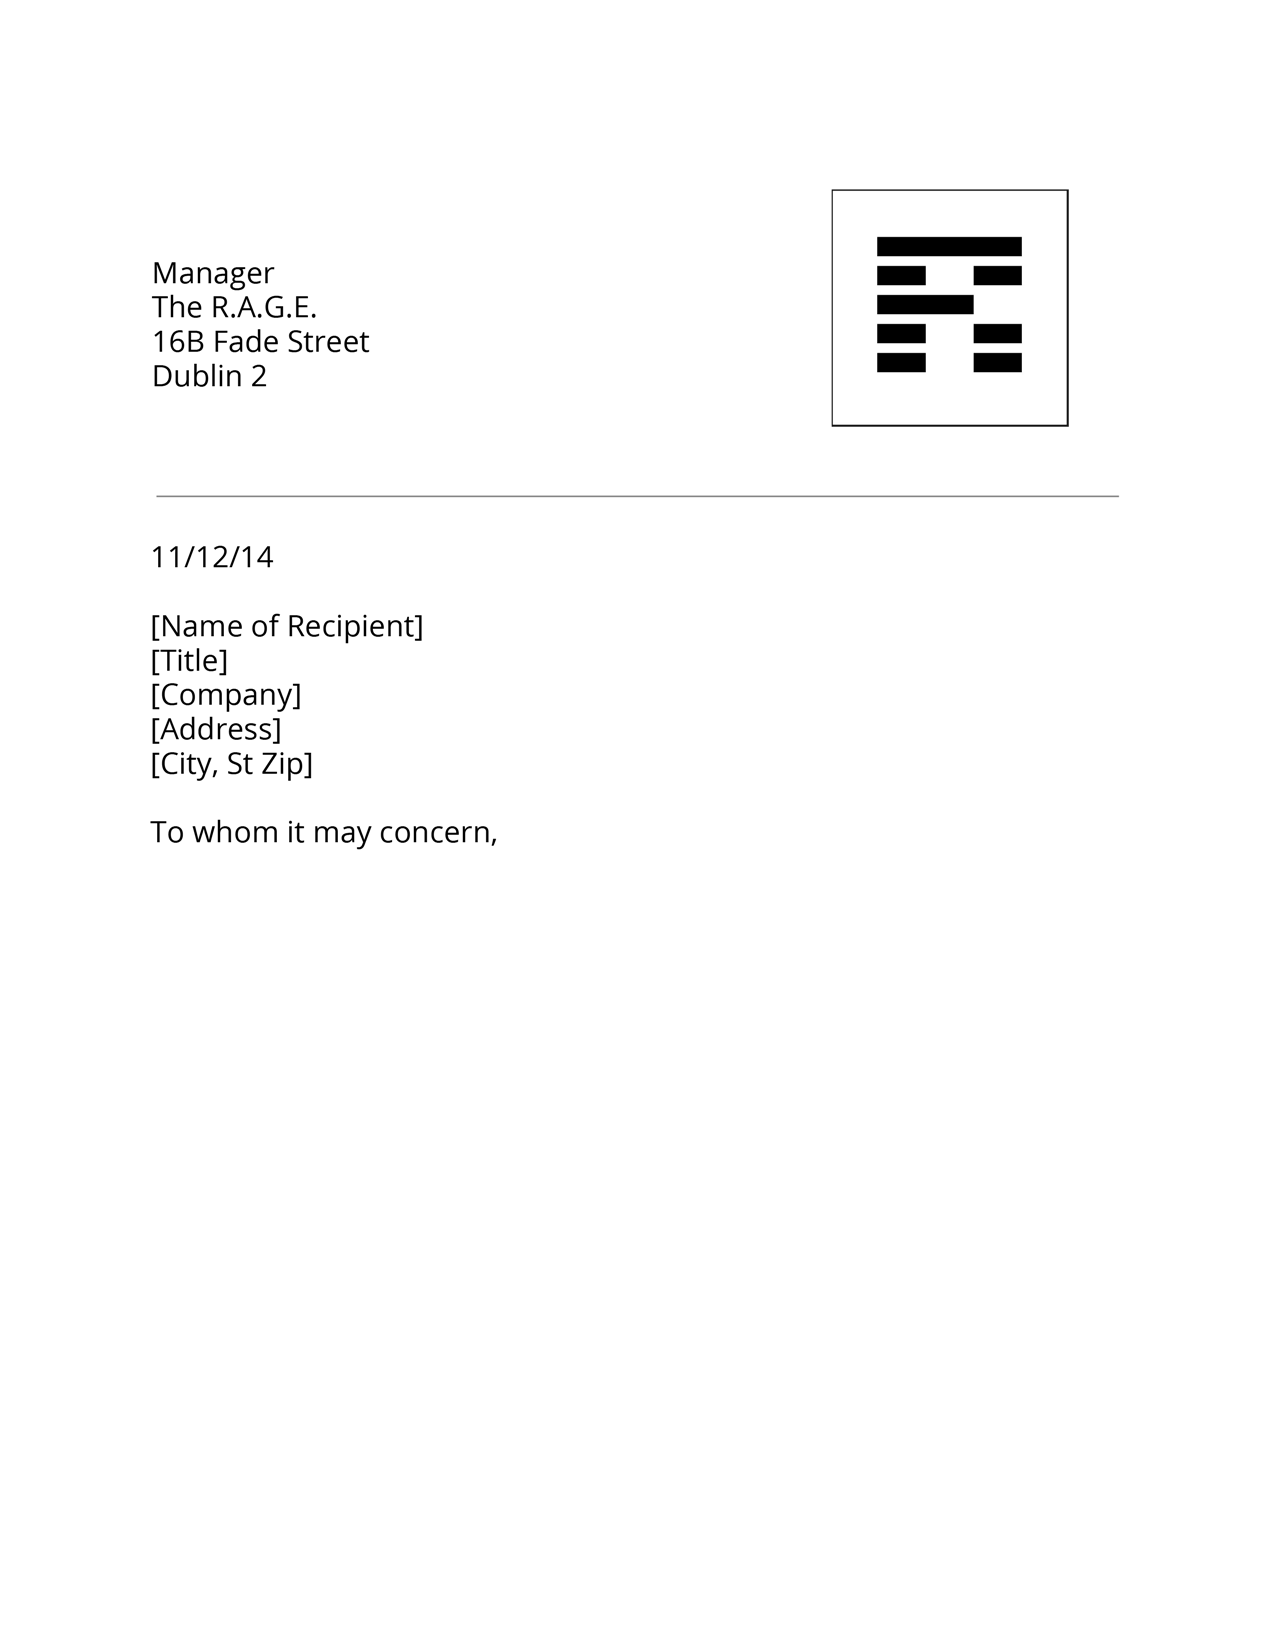 Manager
The R.A.G.E.
16B Fade Street
Dublin 2
R
11/12/14
[Name of Recipient]
[Title]
[Company]
[Address]
[City, St Zip]
To whom it may concern,